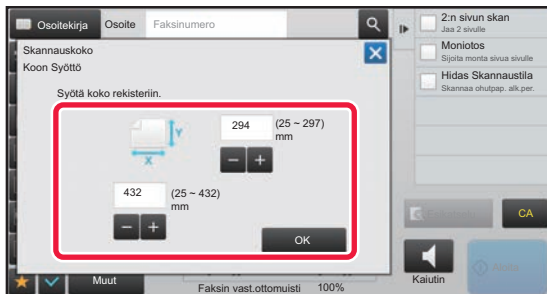 Osoitekirja
Osoite
Faksinumero
2:n sivun skan
Jaa 2 sivulle
Moniotos
Sijoita monta sivua sivulle
Hidas Skannaustila
Skannaa ohutpap. alk.per.
Skannauskoko
Koon Syöttö
Syötä koko rekisteriin.
Y
X
294
(25 ~ 297)
mm
432
(25 ~ 432)
mm
OK
CA
Aloita
Muut
Faksin vast.ottomuisti 100%
Kaiutin